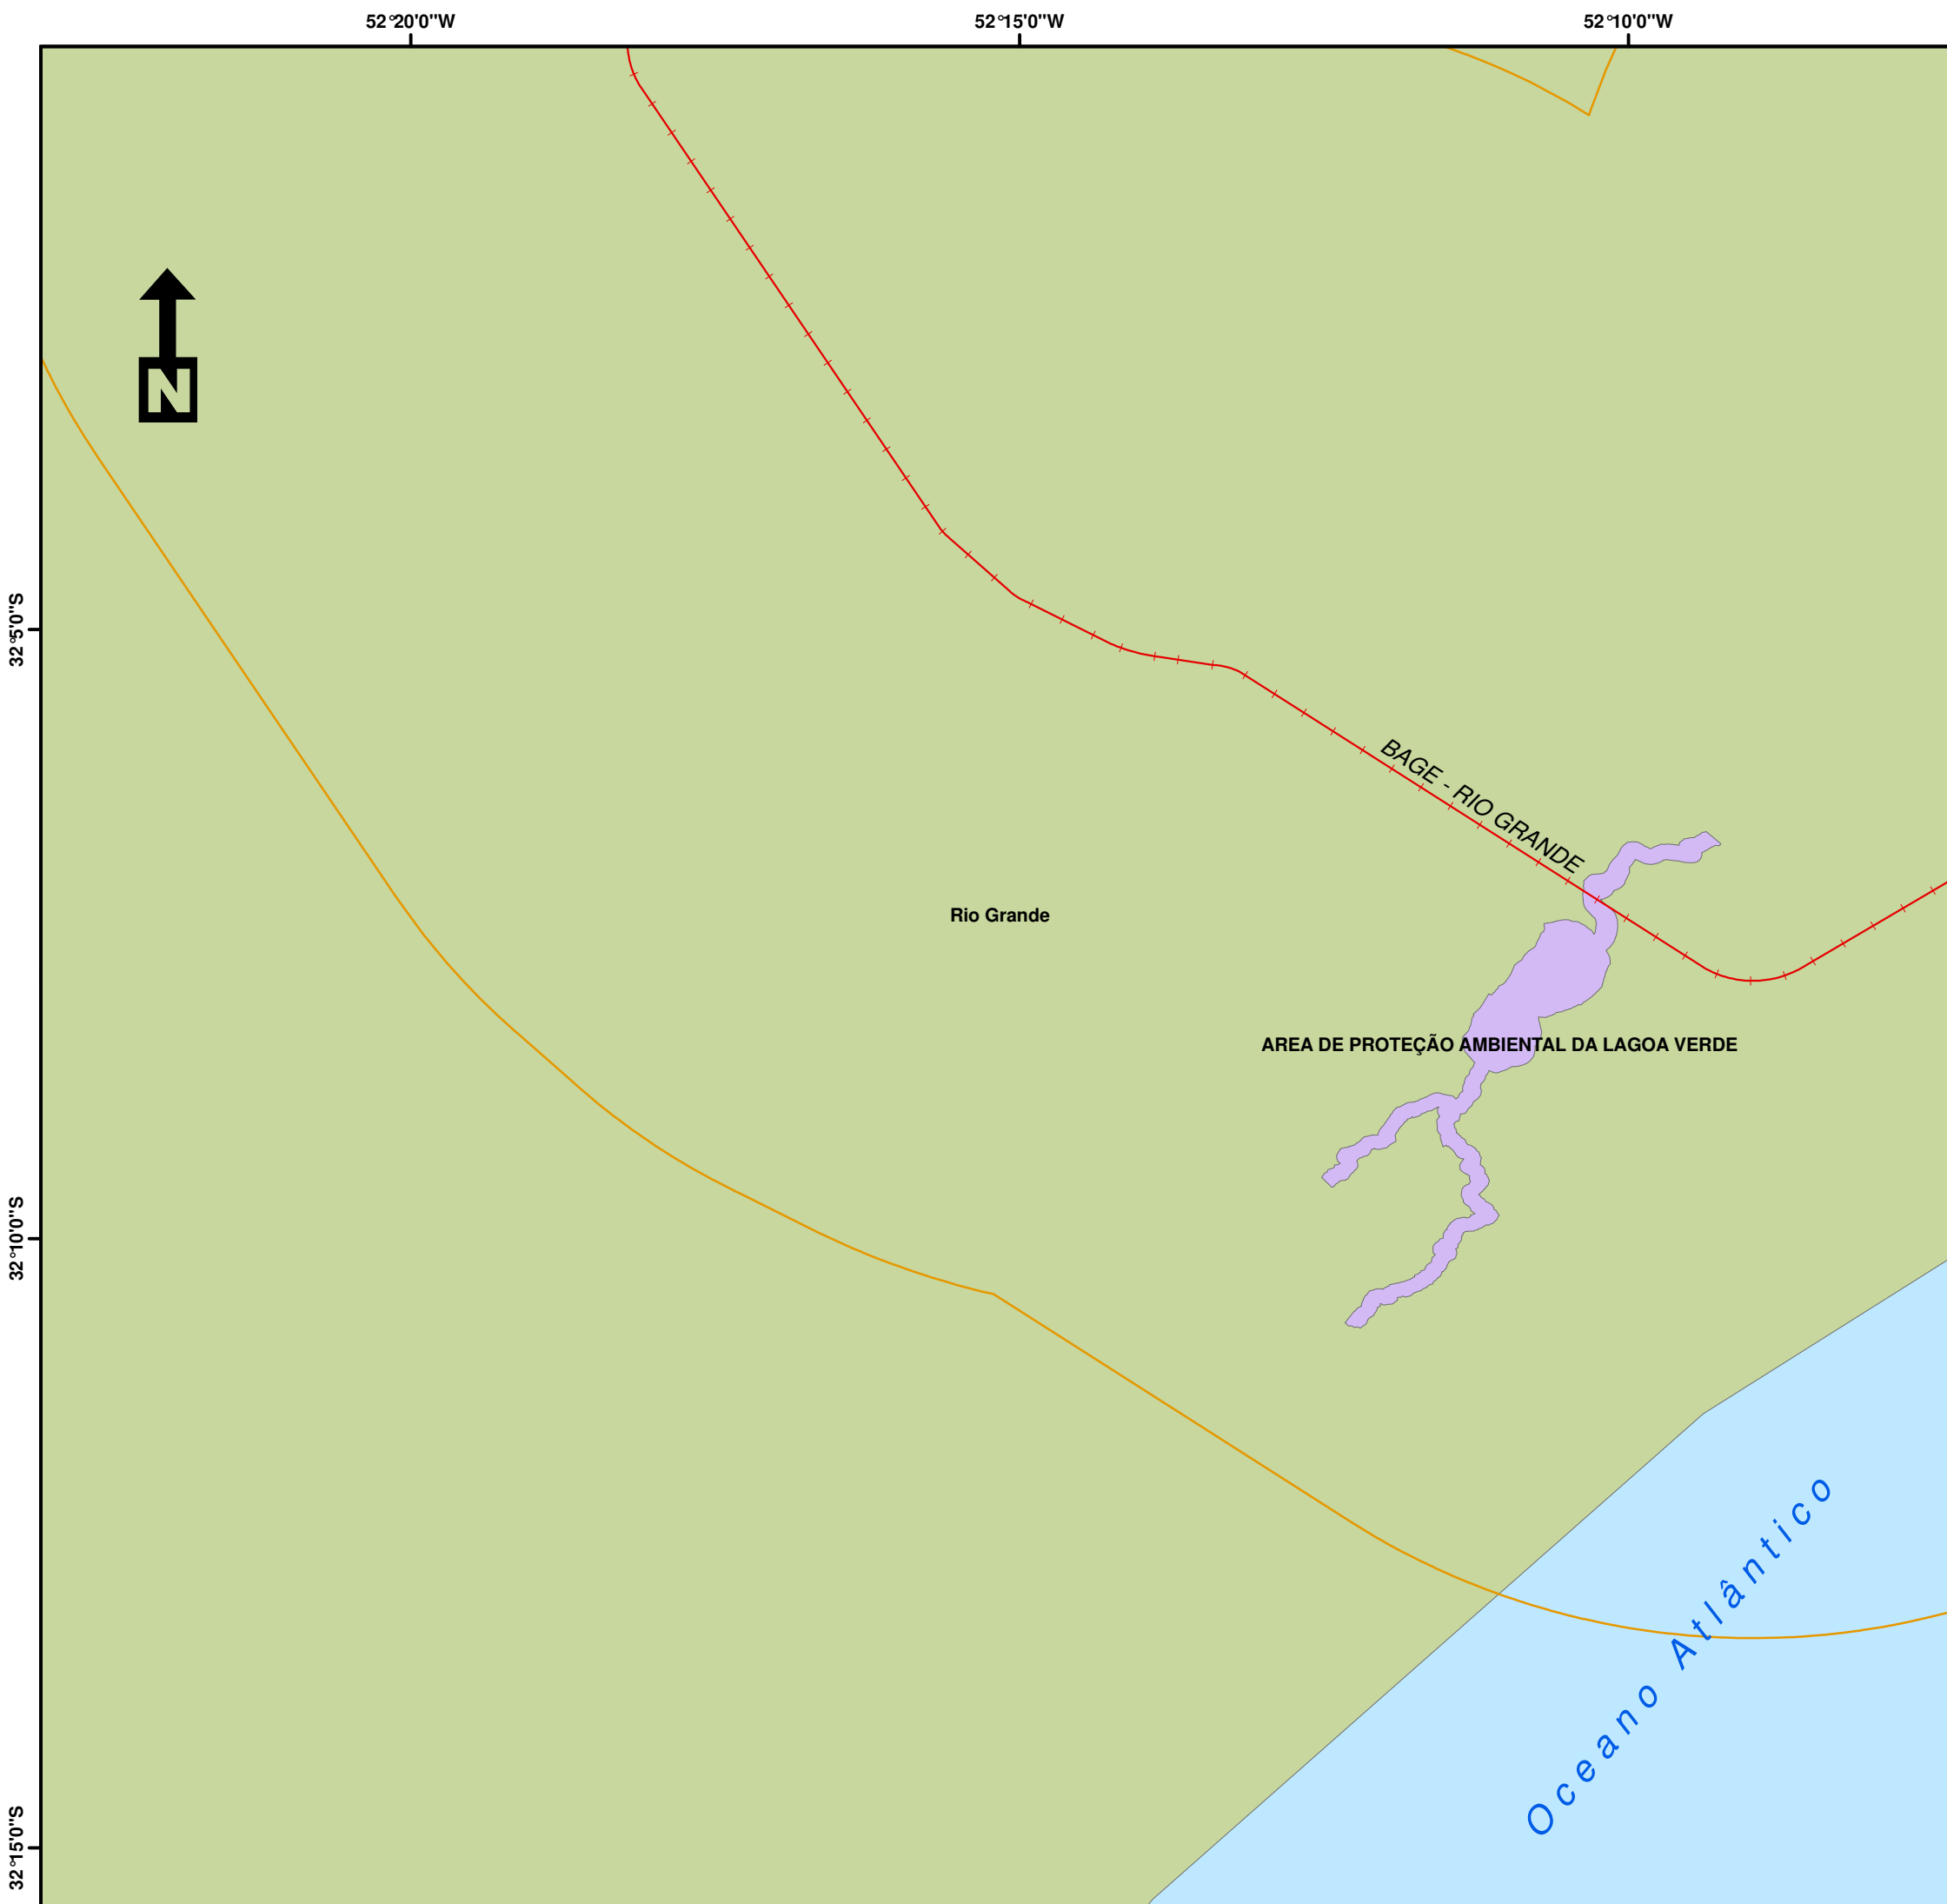 52°20'0"W
52°15'0"W
52°10'0"W
N
32°5'0"S
BAGE - RIO GRANDE
Rio Grande
AREA DE PROTEÇÃO AMBIENTAL DA LAGOA VERDE
32°10'0"S
Oceano Atlântico
32°15'0"S